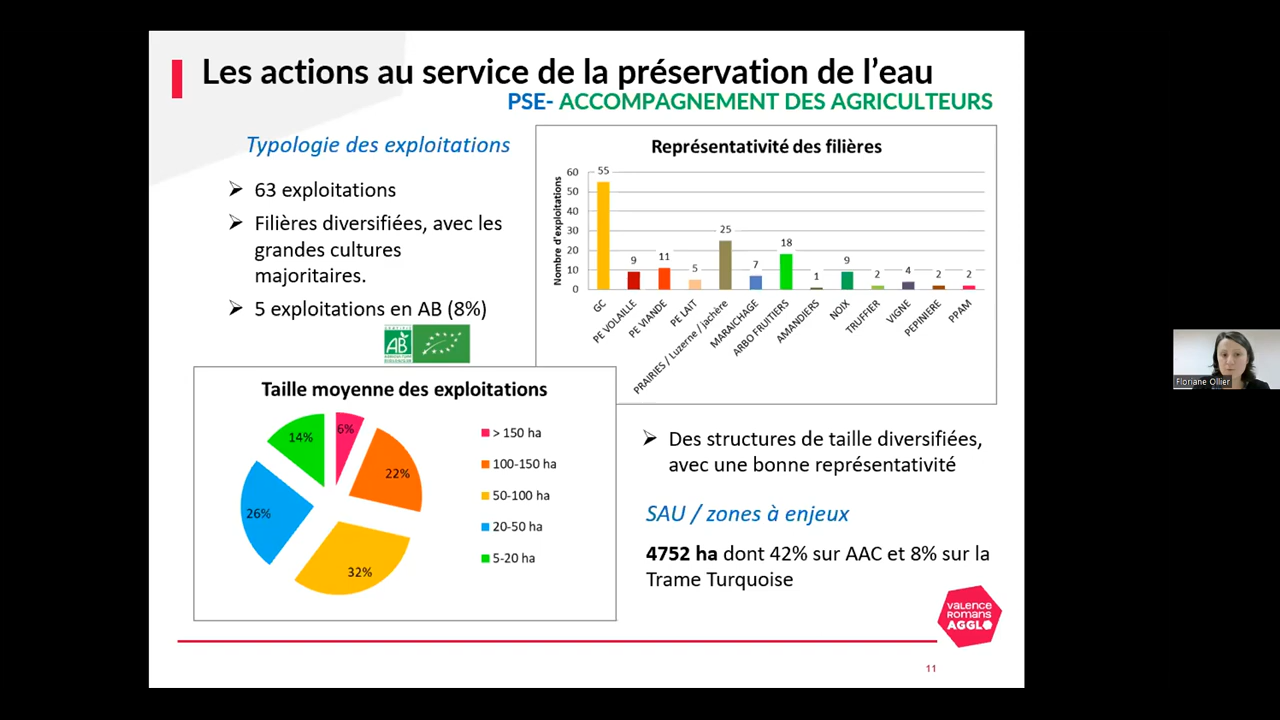 Les actions au service de la préservation de l'eau
PSE- ACCOMPAGNEMENT DES AGRICULTEURS
Typologie des exploitations
63 exploitations
Filières diversifiées, avec les
grandes cultures
majoritaires.
5 exploitations en AB (8%)
AB
Représentativité des filières
Nombre d'exploitations
60
50
40
30
20
10
0
55
9
11
5
25
7
18
1
9
2
4
2
2
GC
PE VOLAILLE
PE VIANDE
PE LAIT
PRAIRIES / Luzerne / jachère
MARAICHAGE
ARBO FRUITIERS
AMANDIERS
NOIX
TRUFFIER
VIGNE
PEPINIERE
PPAM
Taille moyenne des exploitations
6%
22%
32%
26%
14%
> 150 ha
100-150 ha
50-100 ha
20-50 ha
5-20 ha
Des structures de taille diversifiées,
avec une bonne représentativité
SAU / zones à enjeux
4752 ha dont 42% sur AAC et 8% sur la
Trame Turquoise
valence
Romans
AGGLO
11
Floriane Ollier